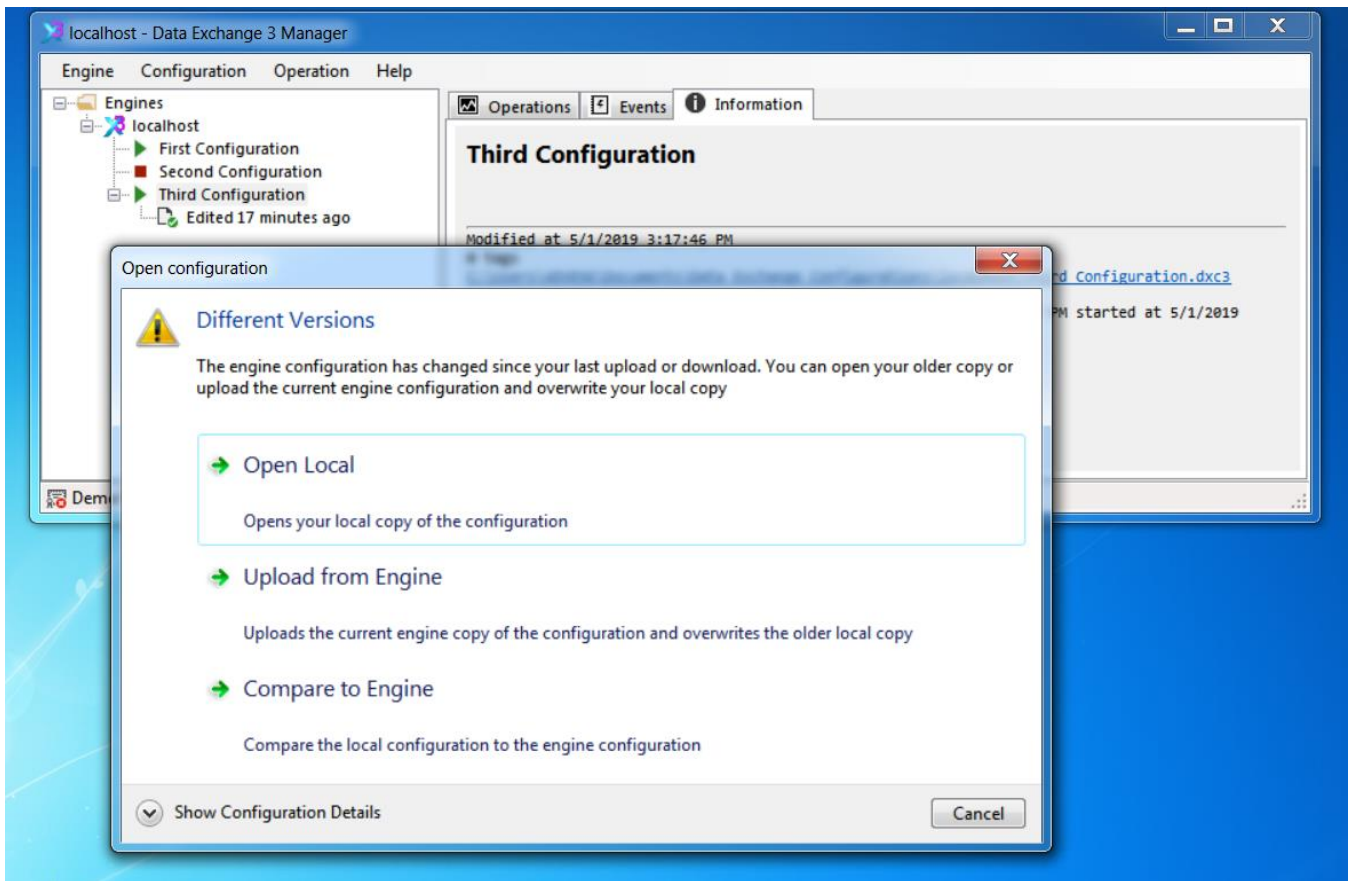 localhost - Data Exchange 3 Manager
Engine Configuration Operation Help
Engines
localhost
First Configuration
Second Configuration
Third Configuration
Edited 17 minutes ago
Operations Events Information
Third Configuration
Modified at 5/1/2019 3:17:46 PM
rd Configuration.dxc3
PM started at 5/1/2019
Dem
Open configuration
Different Versions
The engine configuration has changed since your last upload or download. You can open your older copy or
upload the current engine configuration and overwrite your local copy
Open Local
Opens your local copy of the configuration
Upload from Engine
Uploads the current engine copy of the configuration and overwrites the older local copy
Compare to Engine
Compare the local configuration to the engine configuration
Show Configuration Details
Cancel